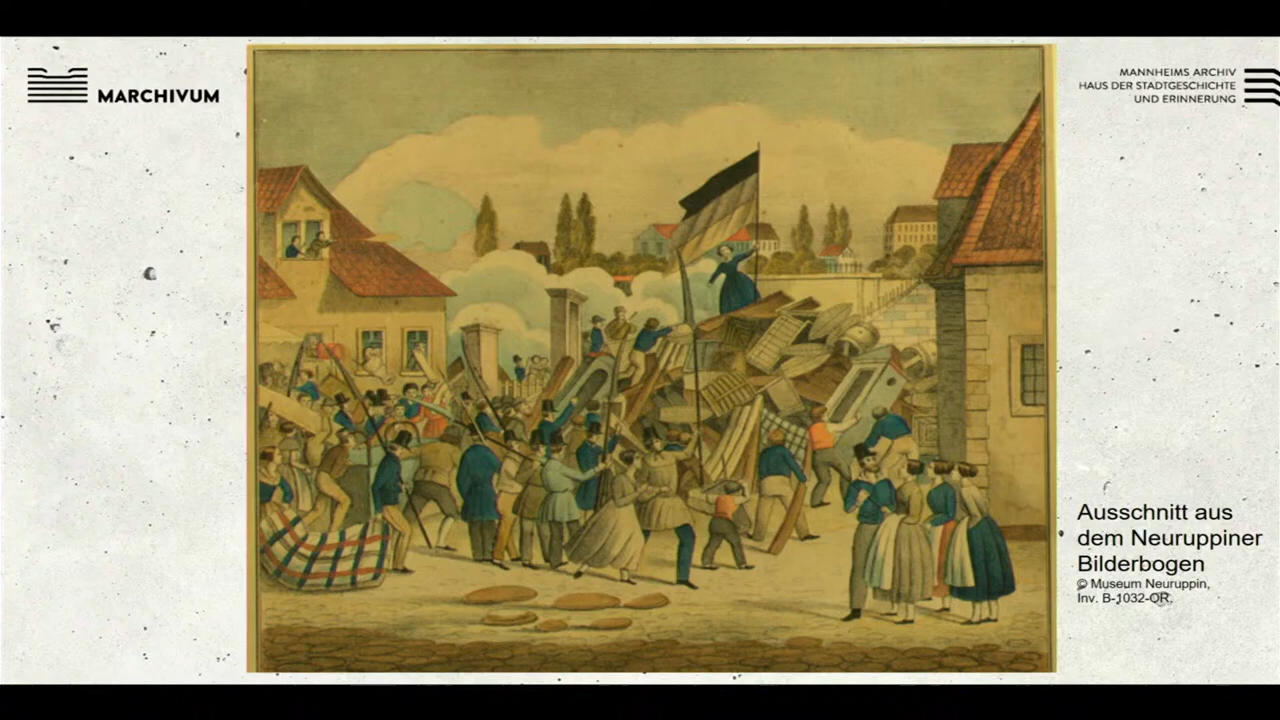 MARCHIVUM
MANNHEIMS ARCHIV
HAUS DER STADTGESCHICHTE
UND ERINNERUNG
Ausschnitt aus
dem Neuruppiner
Bilderbogen
© Museum Neuruppin,
Inv. B-1032-OR.